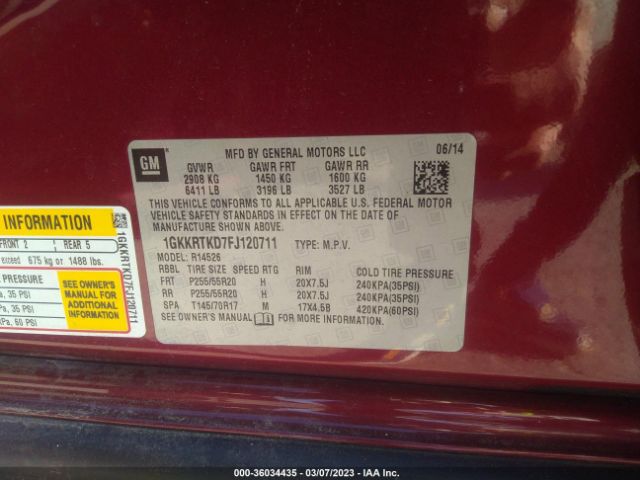 GM
MFD BY GENERAL MOTORS LLC 06/14
GVWR GAWR FRT GAWR RR
2908 KG 1450 KG 1600 KG
6411 LB 3196 LB 3527 LB
THIS VEHICLE CONFORMS TO ALL APPLICABLE U.S. FEDERAL MOTOR
VEHICLE SAFETY STANDARDS IN EFFECT ON THE DATE OF
MANUFACTURE SHOWN ABOVE.
1GKKRTKD7FJ120711 TYPE: M.P.V.
MODEL: R14526
RBBL TIRE SIZE SPEED RTG RIM COLD TIRE PRESSURE
FRT P255/55R20 H 20X7.5J 240KPA(35PSI)
RR P255/55R20 H 20X7.5J 240KPA(35PSI)
SPA T145/70R17 M 17X4.5B 420KPA(60PSI)
SEE OWNER'S MANUAL FOR MORE INFORMATION
INFORMATION
FRONT 2 REAR 5
exceed 675 kg or 1488 lbs.
PRESSURE
35 PSI
35 PSI
60 PSI
SEE OWNER'S
MANUAL FOR
ADDITIONAL
INFORMATION
1GKKRTKD7FJ120711
000-36034435 - 03/07/2023 - IAAI.COM